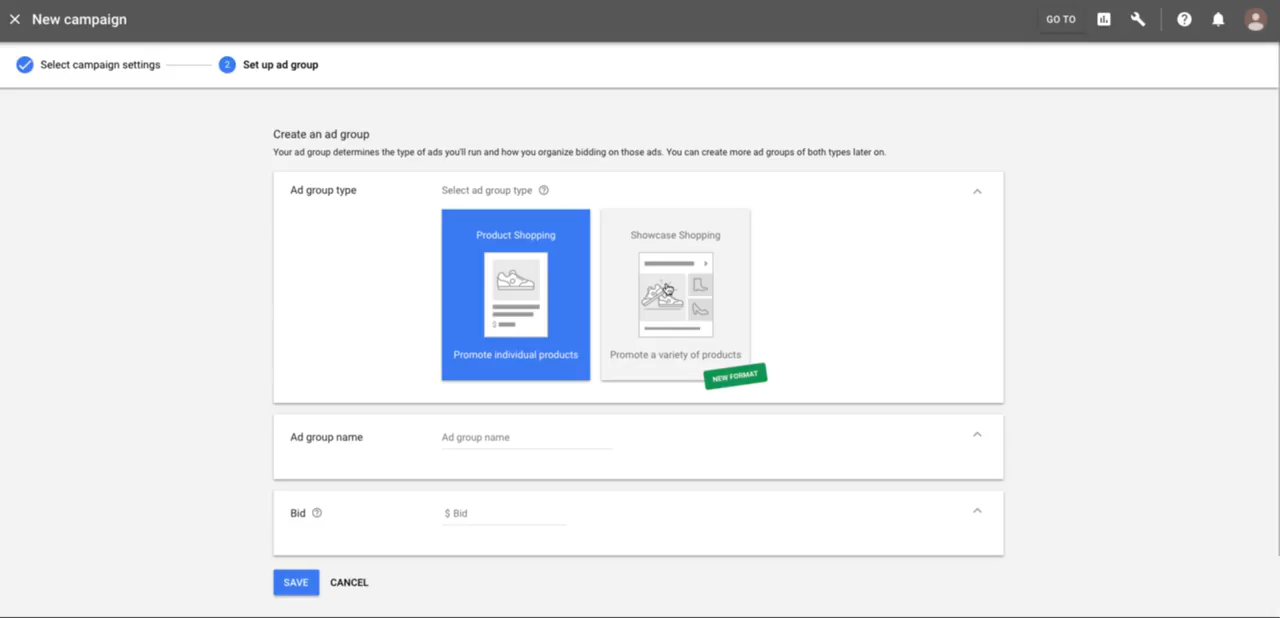 New campaign
GO TO
Select campaign settings
2 Set up ad group
Create an ad group
Your ad group determines the type of ads you'll run and how you organize bidding on those ads. You can create more ad groups of both types later on.
Ad group type
Select ad group type
Product Shopping
Promote individual products
Showcase Shopping
Promote a variety of products
NEW FORMAT
Ad group name
Ad group name
Bid
$ Bid
SAVE
CANCEL